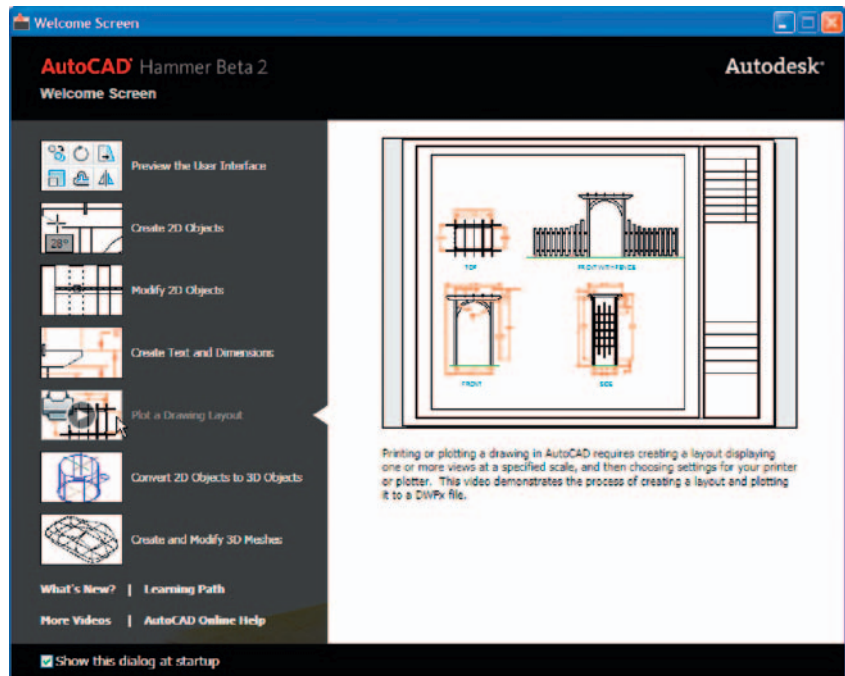 Welcome Screen
AutoCAD® Hammer Beta 2
Autodesk®
Welcome Screen
Preview the User Interface
Create 2D Objects
28°
Modify 2D Objects
Create Text and Dimensions
Plot a Drawing Layout
Convert 2D Objects to 3D Objects
Create and Modify 3D Meshes
What's New? | Learning Path
More Videos | AutoCAD Online Help
Show this dialog at startup
TOP
FRONT WITH FENCE
FRONT
SIDE
Printing or plotting a drawing in AutoCAD requires creating a layout displaying
one or more views at a specified scale, and then choosing settings for your printer
or plotter. This video demonstrates the process of creating a layout and plotting
it to a DWFx file.